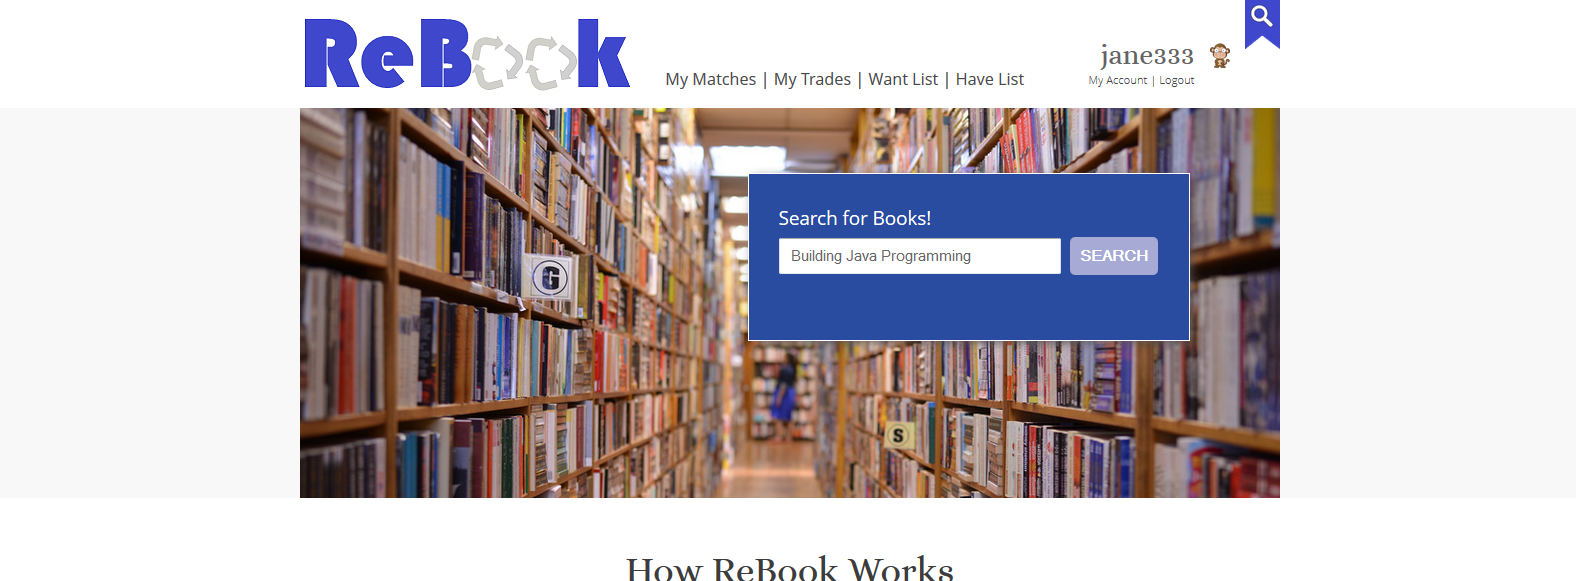 ReBook
jane333
My Matches | My Trades | Want List | Have List
My Account | Logout
Search for Books!
Building Java Programming
SEARCH
G
S
How ReBook Works